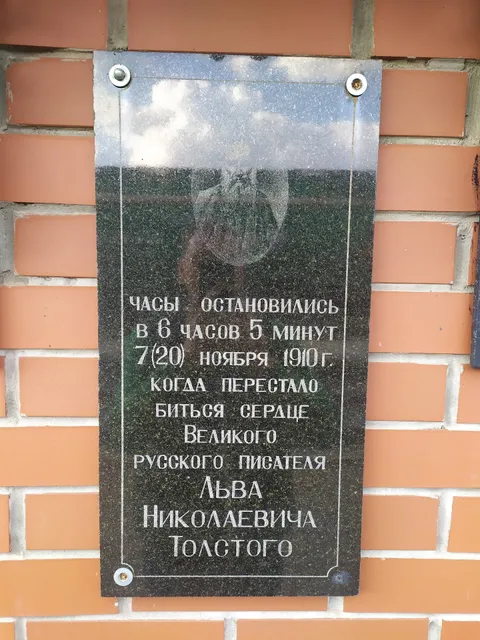 Часы остановились
в 6 часов 5 минут
7(20) ноября 1910 г.
когда перестало
биться сердце
Великого
русского писателя
Льва
Николаевича
Толстого